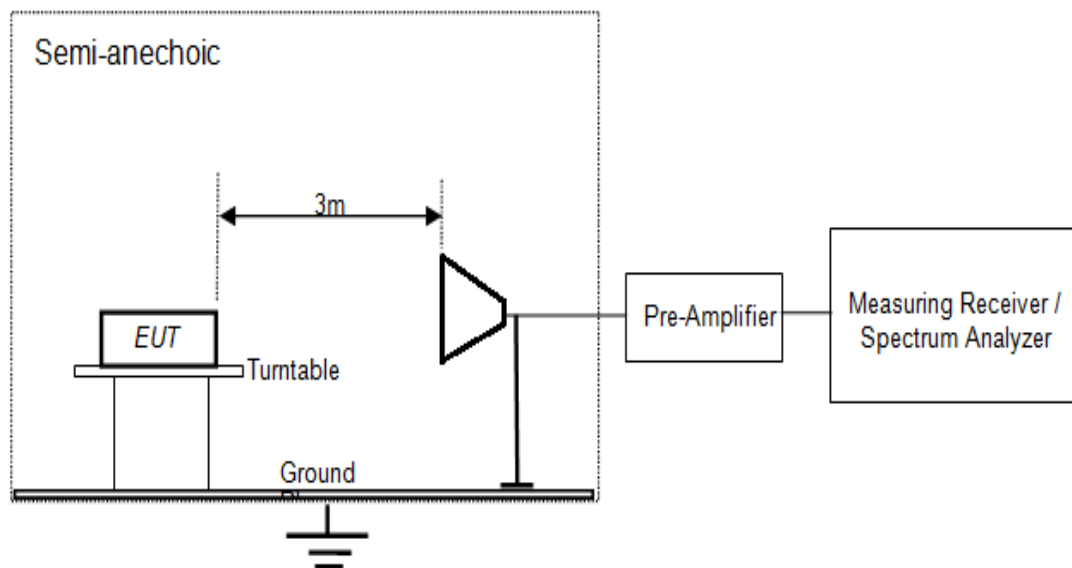 Semi-anechoic
3m
EUT
Turntable
Ground
Pre-Amplifier
Measuring Receiver /
Spectrum Analyzer